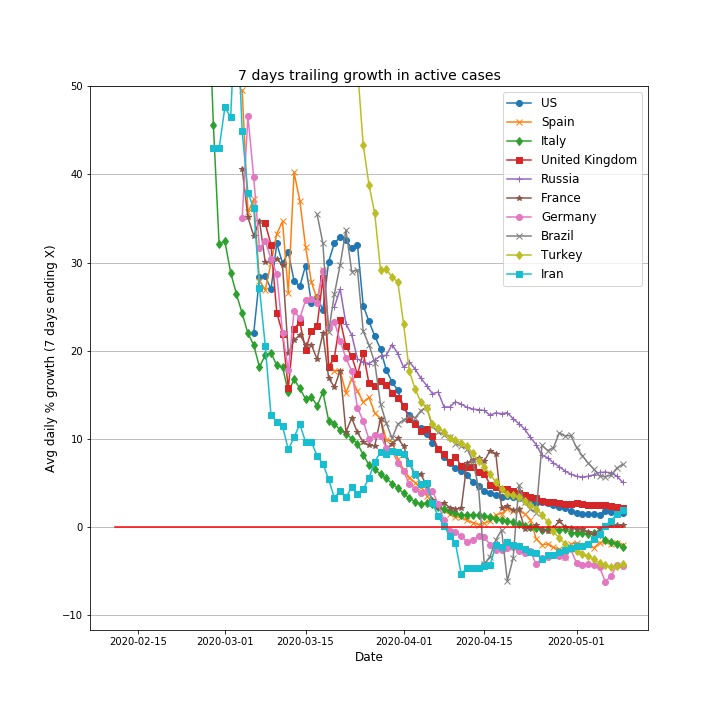 7 days trailing growth in active cases
Avg daily % growth (7 days ending X)
50
40
30
20
10
0
−10
US
Spain
Italy
United Kingdom
Russia
France
Germany
Brazil
Turkey
Iran
2020-02-15
2020-03-01
2020-03-15
2020-04-01
2020-04-15
2020-05-01
Date